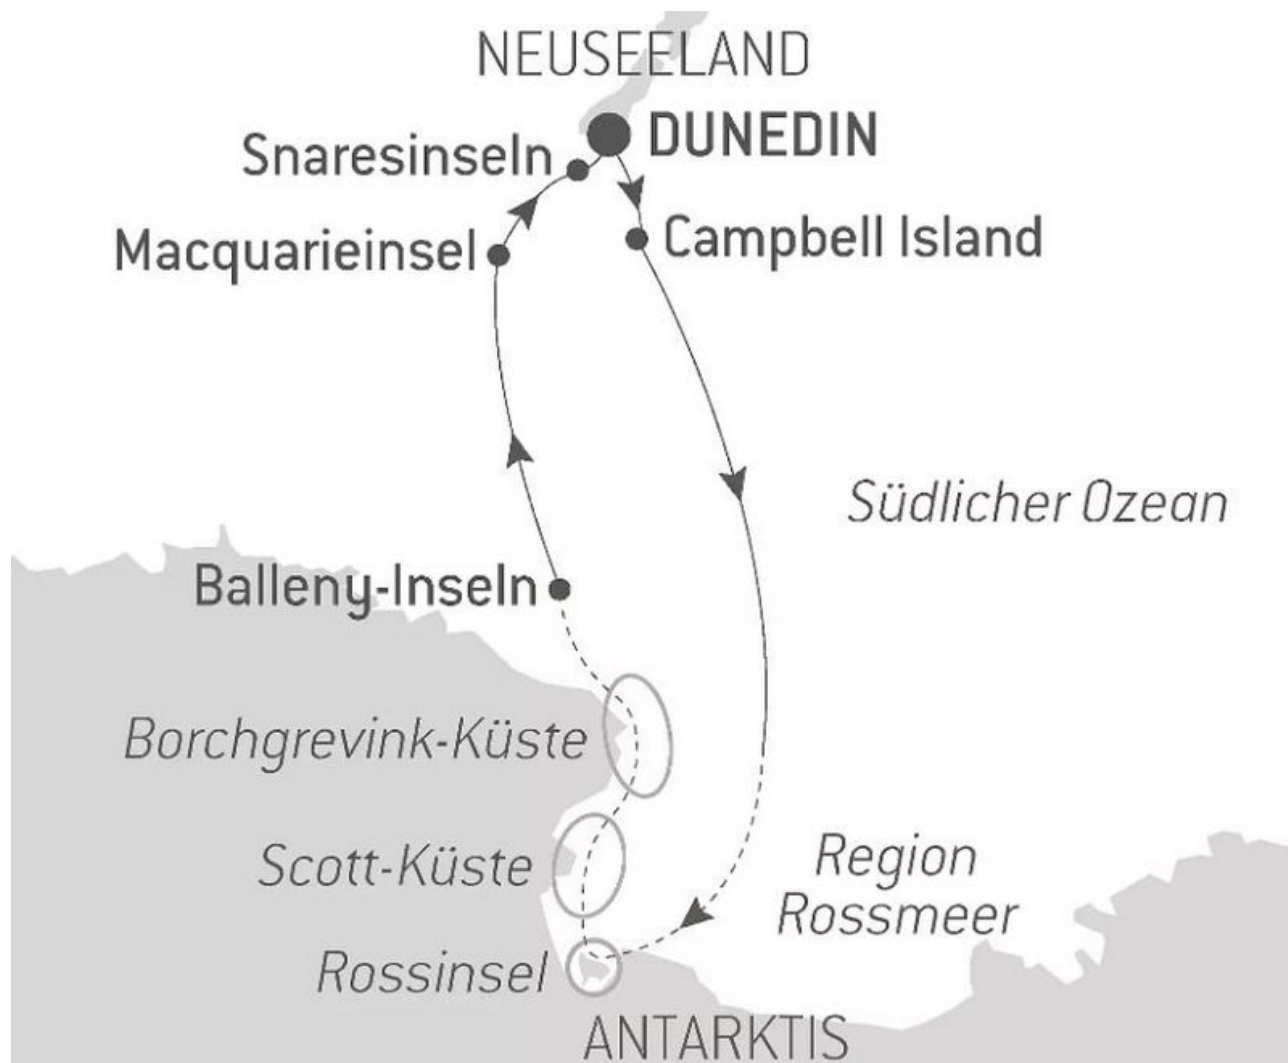 NEUSEELAND
DUNEDIN
Snaresinseln
Campbell Island
Macquarieinsel
Südlicher Ozean
Balleny-Inseln
Borchgrevink-Küste
Scott-Küste
Region
Rossmeer
Rossinsel
ANTARKTIS